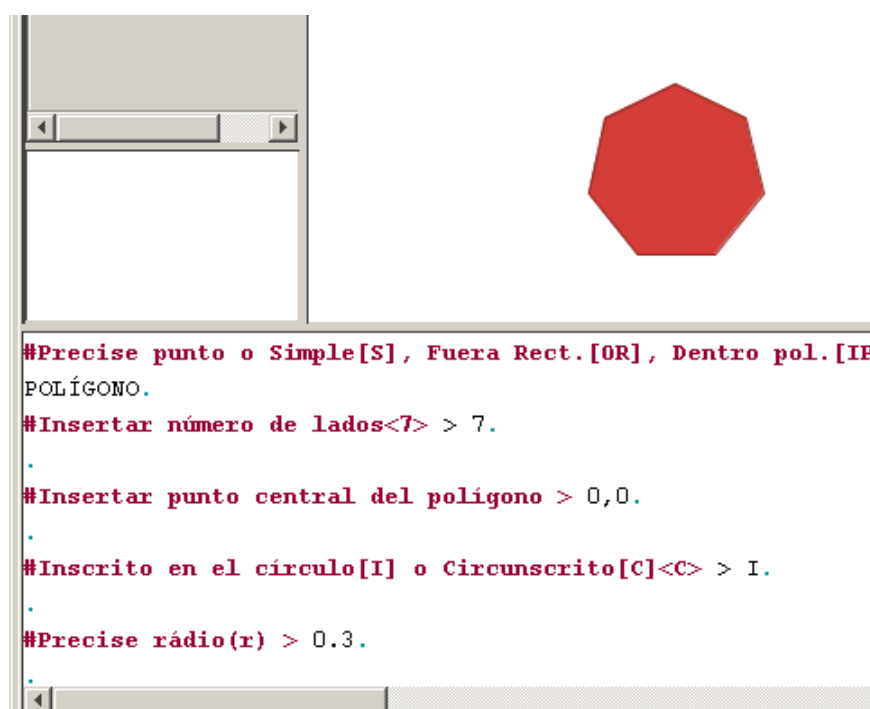 #Precise punto o Simple[S], Fuera Rect.[OR], Dentro pol.[IP
POLÍGONO.
#Insertar número de lados<7> > 7.
.
#Insertar punto central del polígono > 0,0.
.
#Inscrito en el círculo[I] o Circunscrito[C]<C> > I.
.
#Precise rádio(r) > 0.3.
.